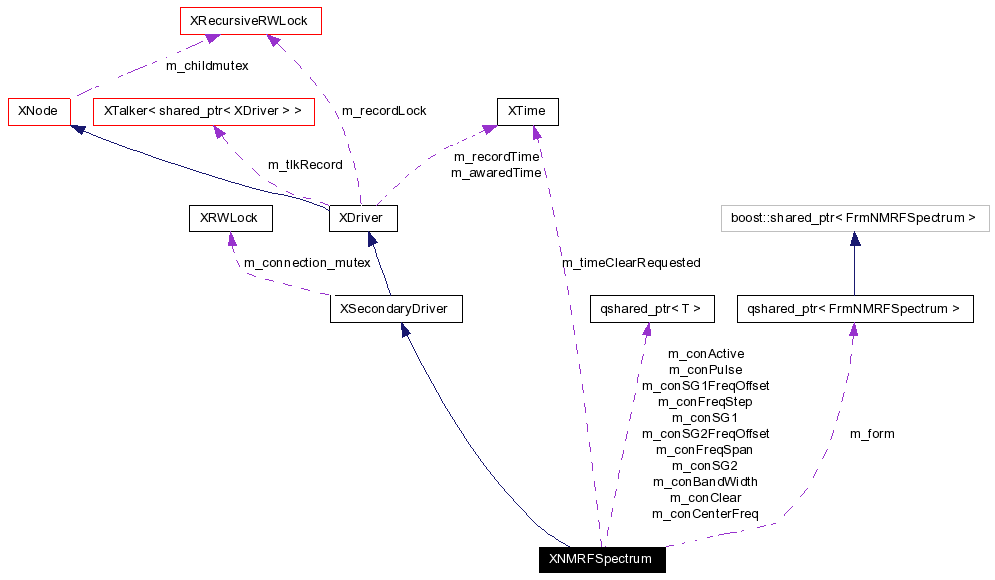 XRecursiveRWLock
m_childmutex
XNode
XTalker< shared_ptr< XDriver > >
m_recordLock
XTime
m_tlkRecord
m_recordTime
m_awaredTime
XRWLock
XDriver
boost::shared_ptr< FrmNMRFSpectrum >
m_connection_mutex
m_timeClearRequested
XSecondaryDriver
qshared_ptr< T >
qshared_ptr< FrmNMRFSpectrum >
m_conActive
m_conPulse
m_conSG1FreqOffset
m_conFreqStep
m_conSG1
m_conSG2FreqOffset
m_conFreqSpan
m_conSG2
m_conBandWidth
m_conClear
m_conCenterFreq
m_form
XNMRFSpectrum